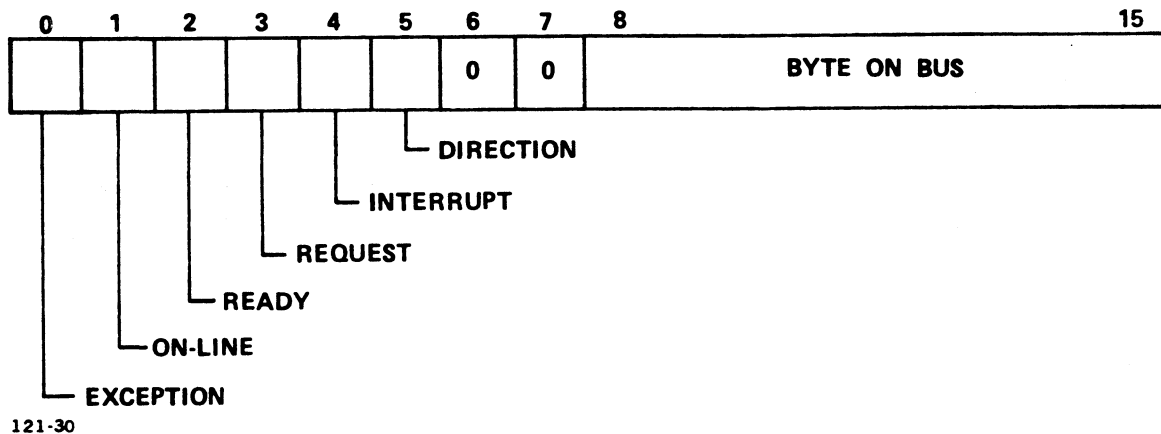 0 1 2 3 4 5 6 7 8 15
0 0 BYTE ON BUS
DIRECTION
INTERRUPT
REQUEST
READY
ON-LINE
EXCEPTION
121-30